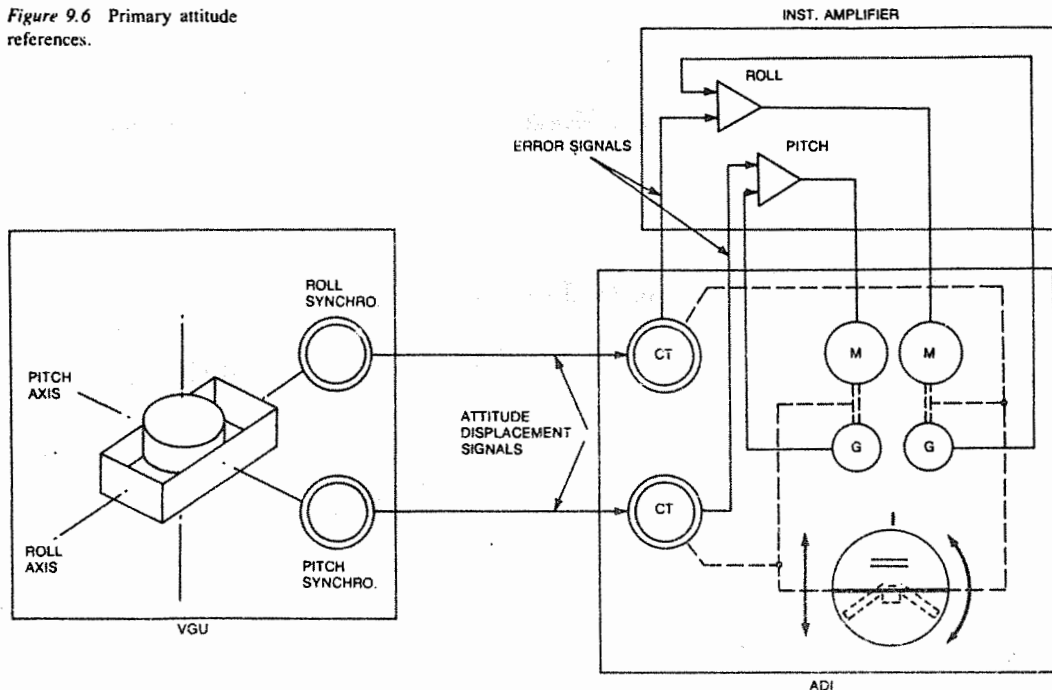 Figure 9.6 Primary attitude
references.
INST. AMPLIFIER
ROLL
ERROR SIGNALS
PITCH
ROLL
SYNCHRO.
PITCH
AXIS
ATTITUDE
DISPLACEMENT
SIGNALS
ROLL
AXIS
PITCH
SYNCHRO.
VGU
CT
CT
M
M
G
G
ADI